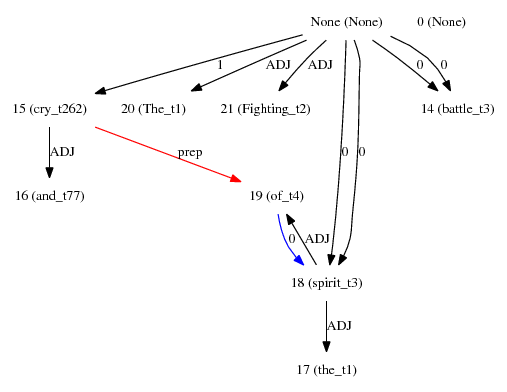 None (None) 0 (None)
1 ADJ ADJ 0 0
15 (cry_t262) 20 (The_t1) 21 (Fighting_t2) 14 (battle_t3)
ADJ prep 0 0
16 (and_t77) 19 (of_t4)
0 ADJ
18 (spirit_t3)
ADJ
17 (the_t1)